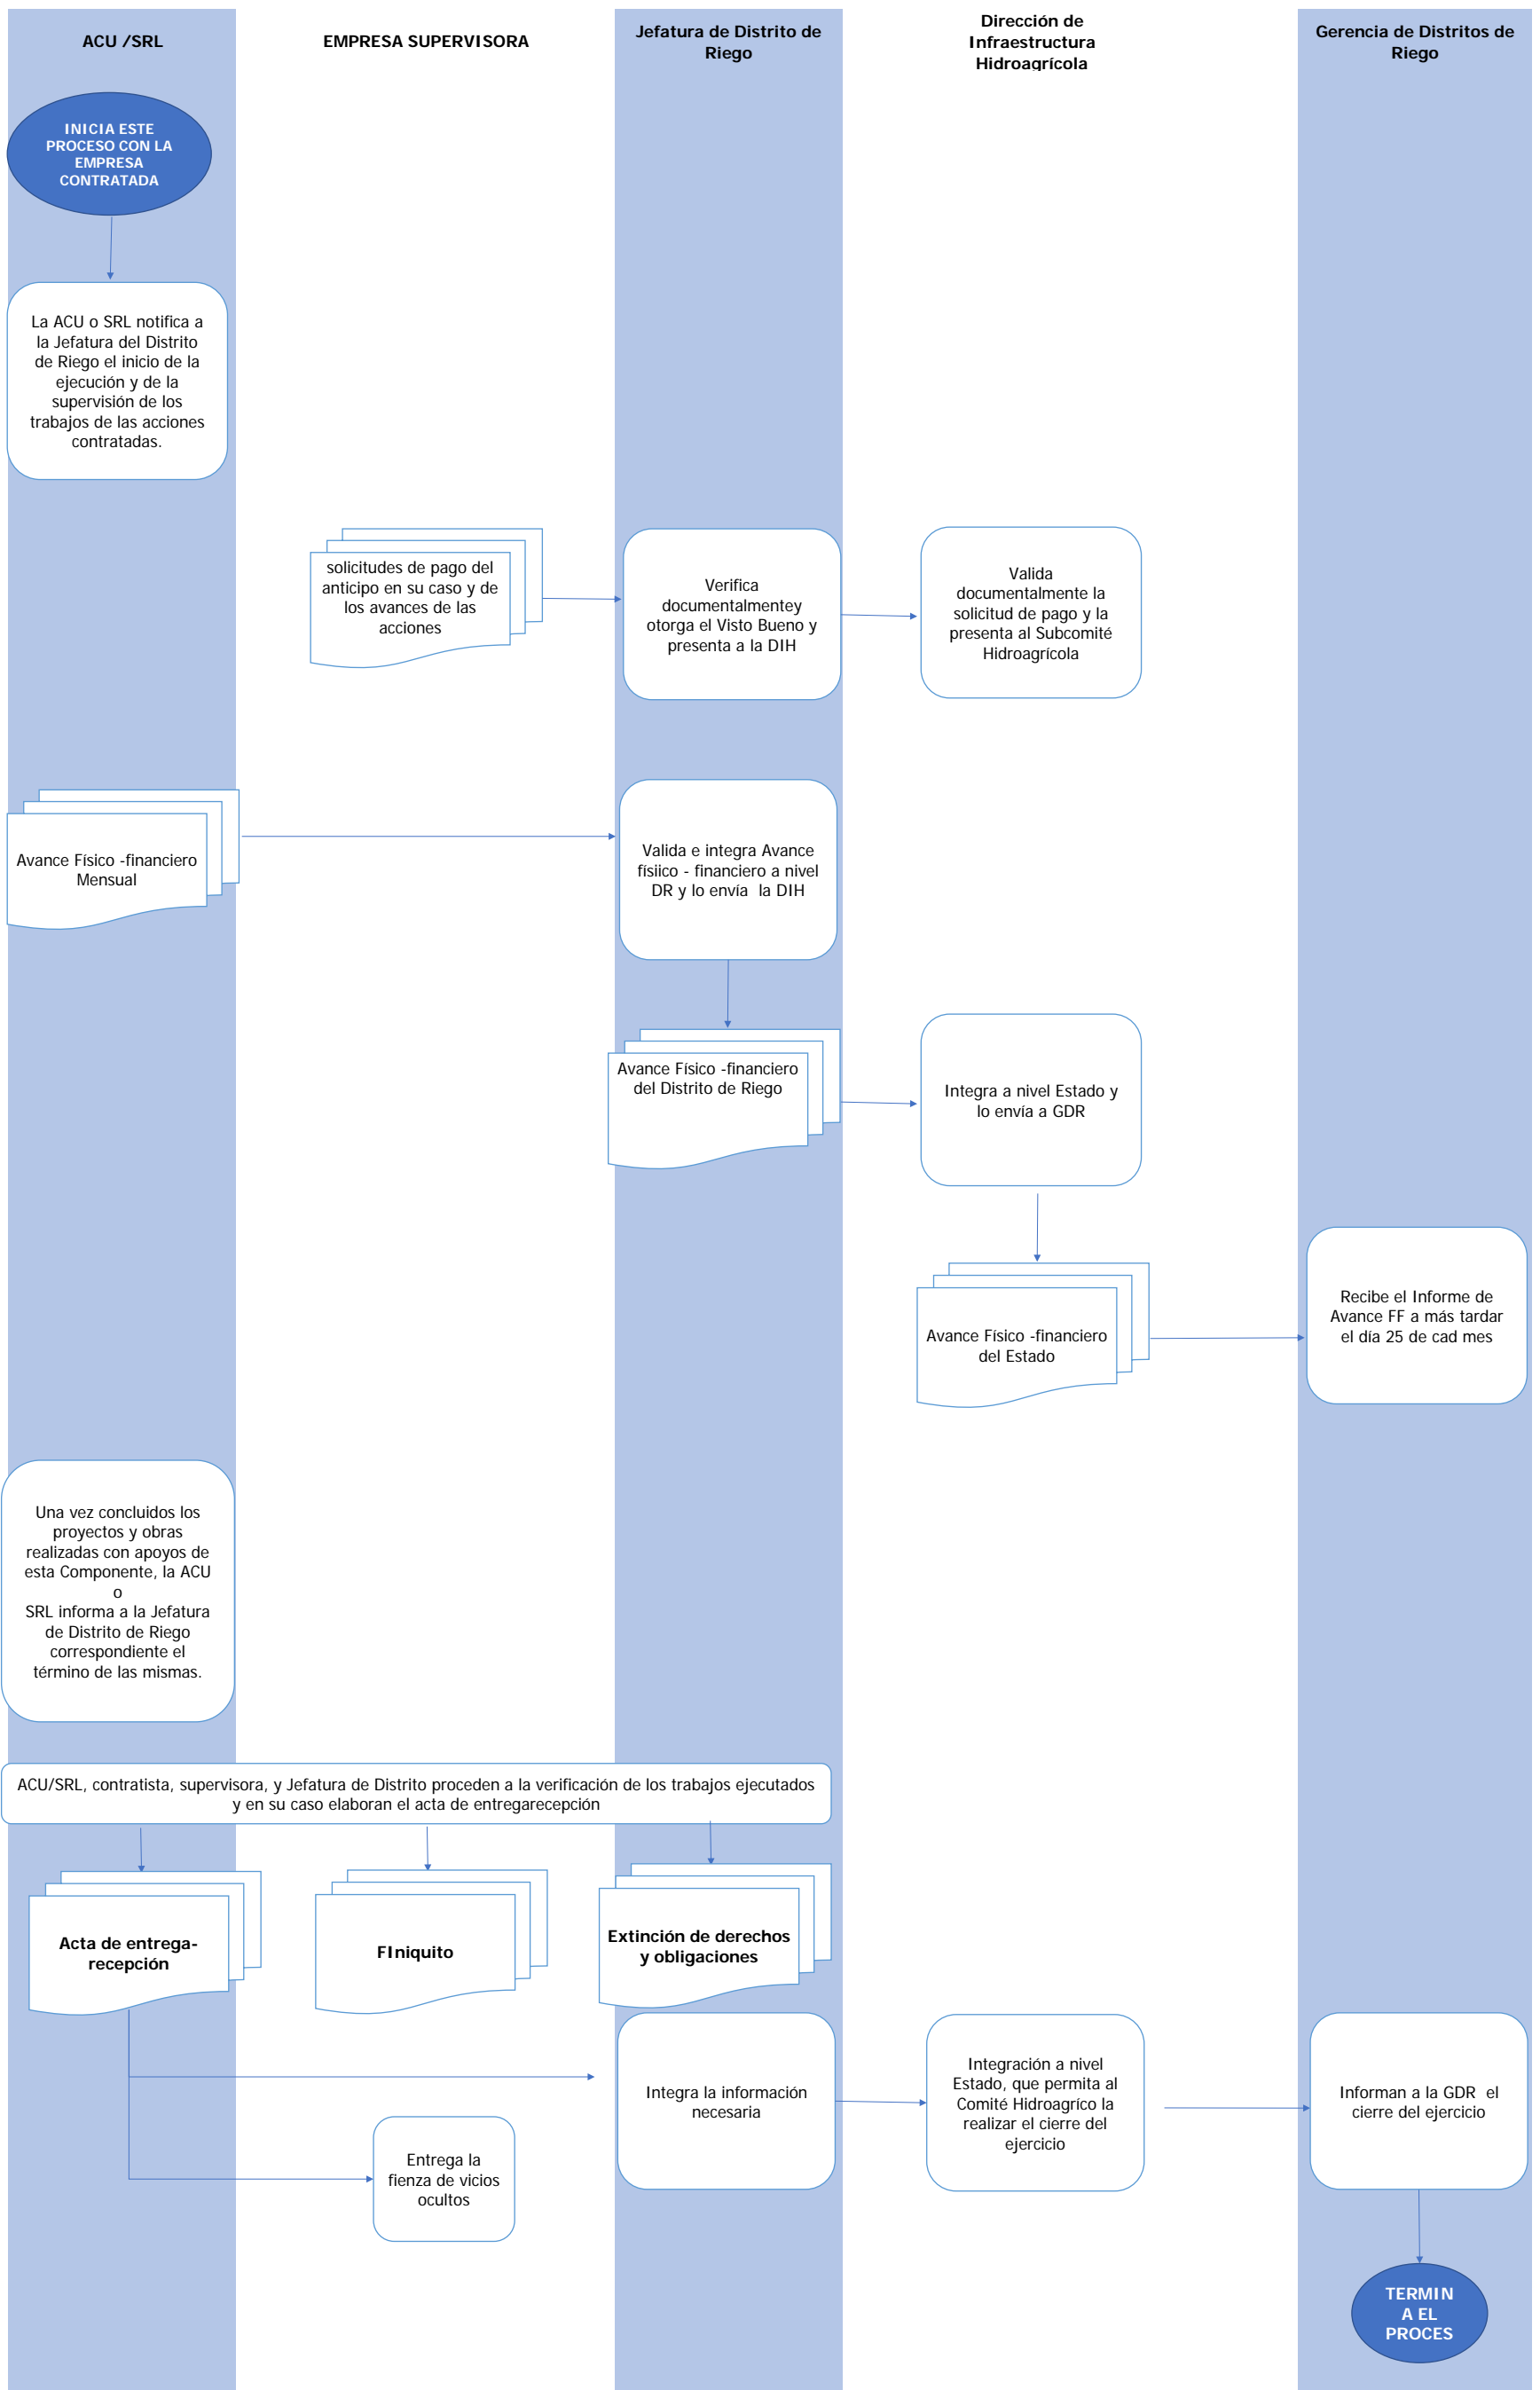 ACU /SRL
EMPRESA SUPERVISORA
Jefatura de Distrito de
Riego
Dirección de
Infraestructura
Hidroagrícola
Gerencia de Distritos de
Riego
INICIA ESTE
PROCESO CON LA
EMPRESA
CONTRATADA
La ACU o SRL notifica a
la Jefatura del Distrito
de Riego el inicio de la
ejecución y de la
supervisión de los
trabajos de las acciones
contratadas.
solicitudes de pago del
anticipo en su caso y de
los avances de las
acciones
Verifica
documentalmentey
otorga el Visto Bueno y
presenta a la DIH
Valida
documentalmente la
solicitud de pago y la
presenta al Subcomité
Hidroagrícola
Avance Físico -financiero
Mensual
Valida e integra Avance
físiico - financiero a nivel
DR y lo envía  la DIH
Avance Físico -financiero
del Distrito de Riego
Integra a nivel Estado y
lo envía a GDR
Avance Físico -financiero
del Estado
Recibe el Informe de
Avance FF a más tardar
el día 25 de cad mes
Una vez concluidos los
proyectos y obras
realizadas con apoyos de
esta Componente, la ACU
o
SRL informa a la Jefatura
de Distrito de Riego
correspondiente el
término de las mismas.
ACU/SRL, contratista, supervisora, y Jefatura de Distrito proceden a la verificación de los trabajos ejecutados
y en su caso elaboran el acta de entregarecepción
Acta de entrega-
recepción
FIniquito
Extinción de derechos
y obligaciones
Integra la información
necesaria
Integración a nivel
Estado, que permita al
Comité Hidroagríco la
realizar el cierre del
ejercicio
Informan a la GDR  el
cierre del ejercicio
Entrega la
fienza de vicios
ocultos
TERMIN
A EL
PROCES